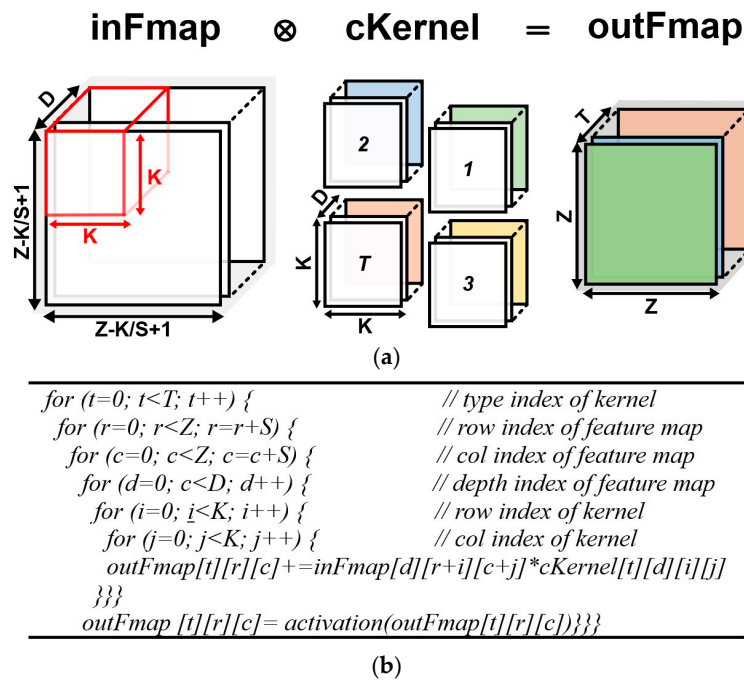 inFmap ⊗ cKernel = outFmap
D
K
K
Z-K/S+1
Z-K/S+1
2
1
D
K
T
K
3
T
Z
Z
(a)
for (t=0; t<T; t++) { // type index of kernel
for (r=0; r<Z; r=r+S) { // row index of feature map
for (c=0; c<Z; c=c+S) { // col index of feature map
for (d=0; c<D; d++) { // depth index of feature map
for (i=0; i<K; i++) { // row index of kernel
for (j=0; j<K; j++) { // col index of kernel
outFmap[t][r][c]+=inFmap[d][r+i][c+j]*cKernel[t][d][i][j]
}}}
outFmap [t][r][c]= activation(outFmap[t][r][c])}}}
(b)